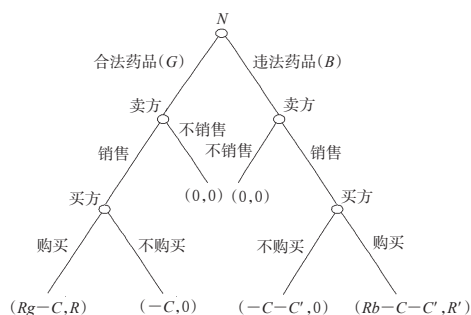 N
合法药品(G) 违法药品(B)
卖方 卖方
销售 不销售 不销售 销售
(0,0) (0,0)
买方 买方
购买 不购买 不购买 购买
(Rg-C,R) (-C,0) (-C-C′,0) (Rb-C-C′,R′)